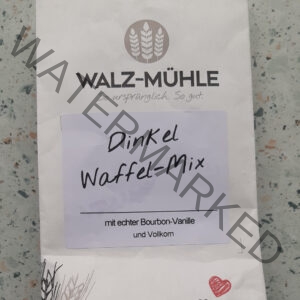 WALZ-MÜHLE
ursprünglich. So gut.
Dinkel
Waffel-Mix
mit echter Bourbon-Vanille
und Vollkorn
WATERMARKED